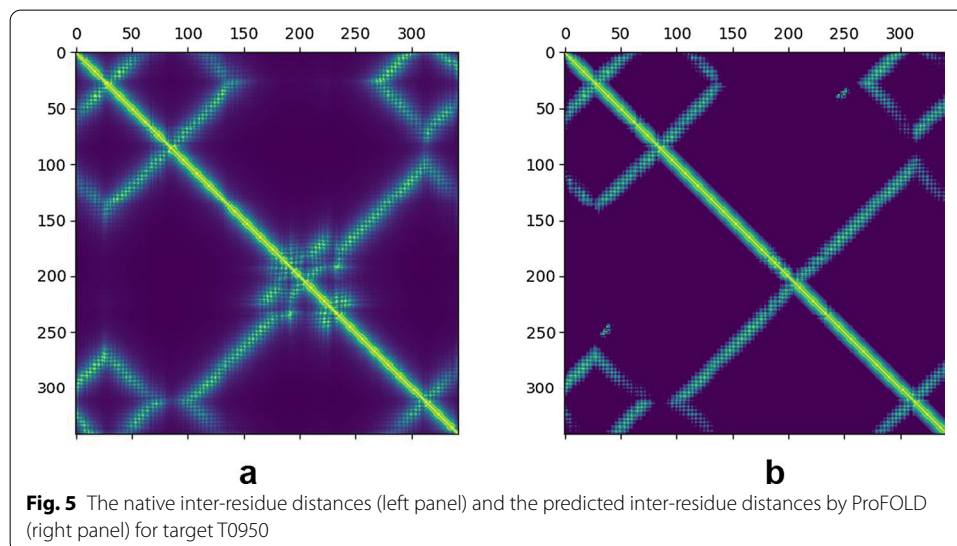 0 50 100 150 200 250 300
0
50
100
150
200
250
300
a
0 50 100 150 200 250 300
0
50
100
150
200
250
300
b
Fig. 5 The native inter-residue distances (left panel) and the predicted inter-residue distances by ProFOLD
(right panel) for target T0950